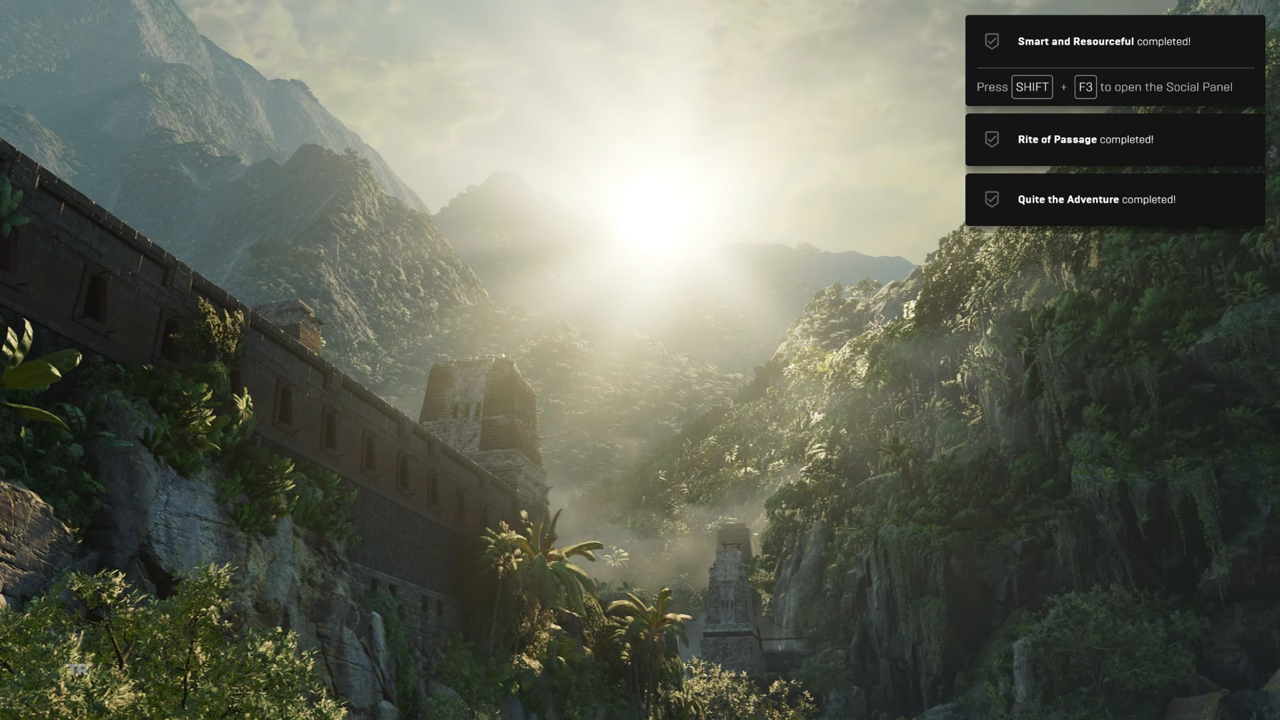 Smart and Resourceful completed!
Press SHIFT + F3 to open the Social Panel
Rite of Passage completed!
Quite the Adventure completed!